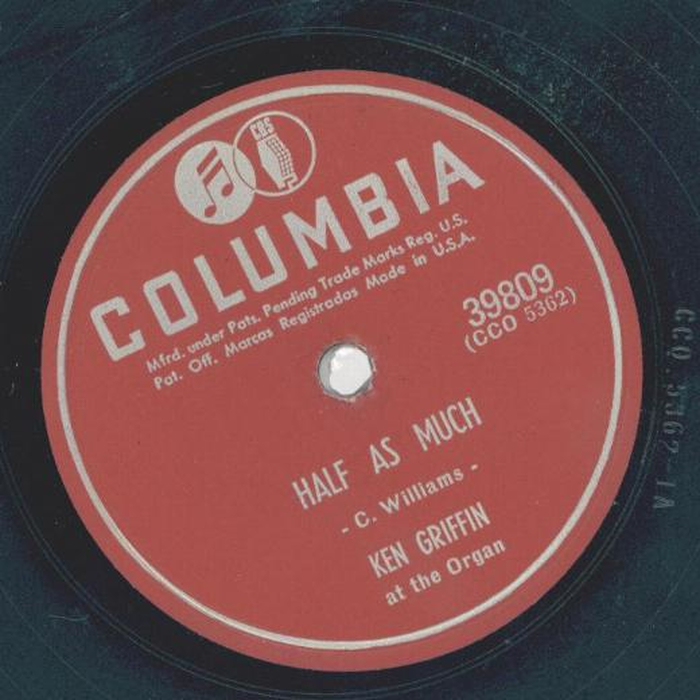 CBS
COLUMBIA
Mfrd. under Pats. Pending Trade Marks Reg. U.S.
Pat. Off. Marcas Registradas Made in U.S.A.
39809
(CCO 5362)
HALF AS MUCH
- C. Williams -
KEN GRIFFIN
at the Organ
CCO.5362-1A